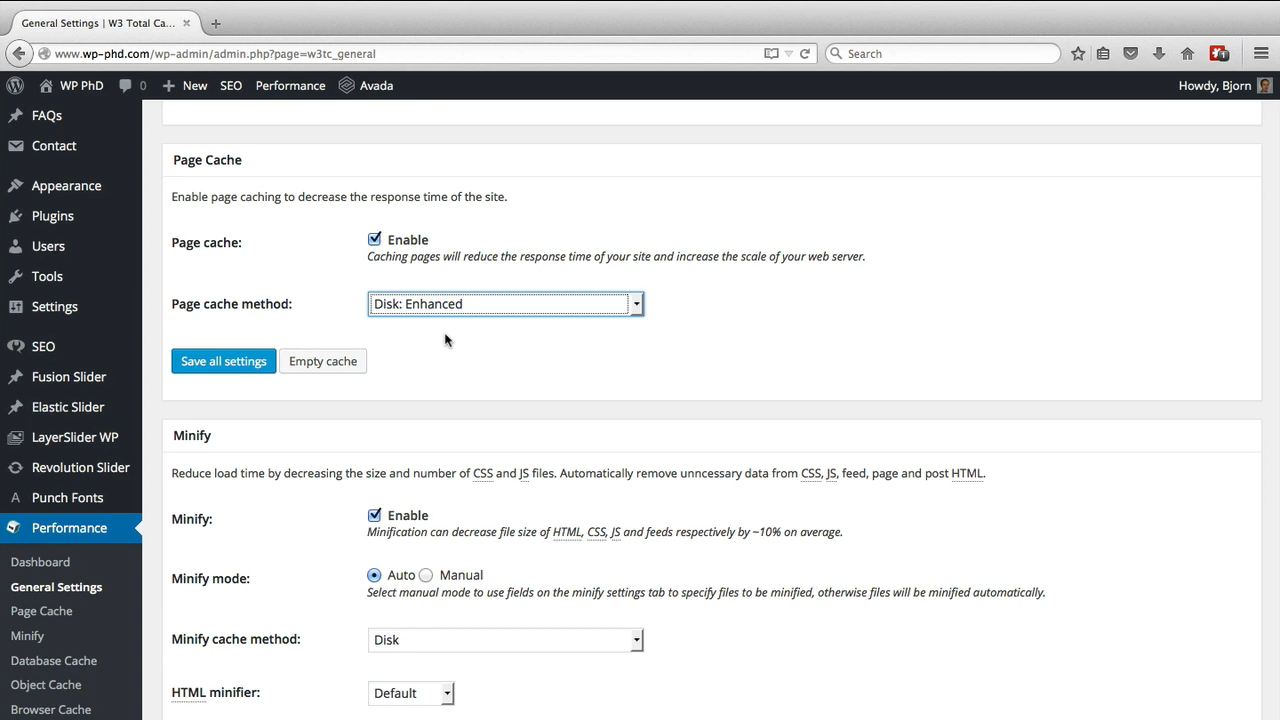 General Settings | W3 Total Ca...
www.wp-phd.com/wp-admin/admin.php?page=w3tc_general
Search
1
WP PhD
0
New
SEO
Performance
Avada
Howdy, Bjorn
FAQs
Contact
Appearance
Plugins
Users
Tools
Settings
SEO
Fusion Slider
Elastic Slider
LayerSlider WP
Revolution Slider
Punch Fonts
Performance
Dashboard
General Settings
Page Cache
Minify
Database Cache
Object Cache
Browser Cache
Page Cache
Enable page caching to decrease the response time of the site.
Page cache:
Enable
Caching pages will reduce the response time of your site and increase the scale of your web server.
Page cache method:
Disk: Enhanced
Save all settings
Empty cache
Minify
Reduce load time by decreasing the size and number of CSS and JS files. Automatically remove unncessary data from CSS, JS, feed, page and post HTML.
Minify:
Enable
Minification can decrease file size of HTML, CSS, JS and feeds respectively by ~10% on average.
Minify mode:
Auto
Manual
Select manual mode to use fields on the minify settings tab to specify files to be minified, otherwise files will be minified automatically.
Minify cache method:
Disk
HTML minifier:
Default